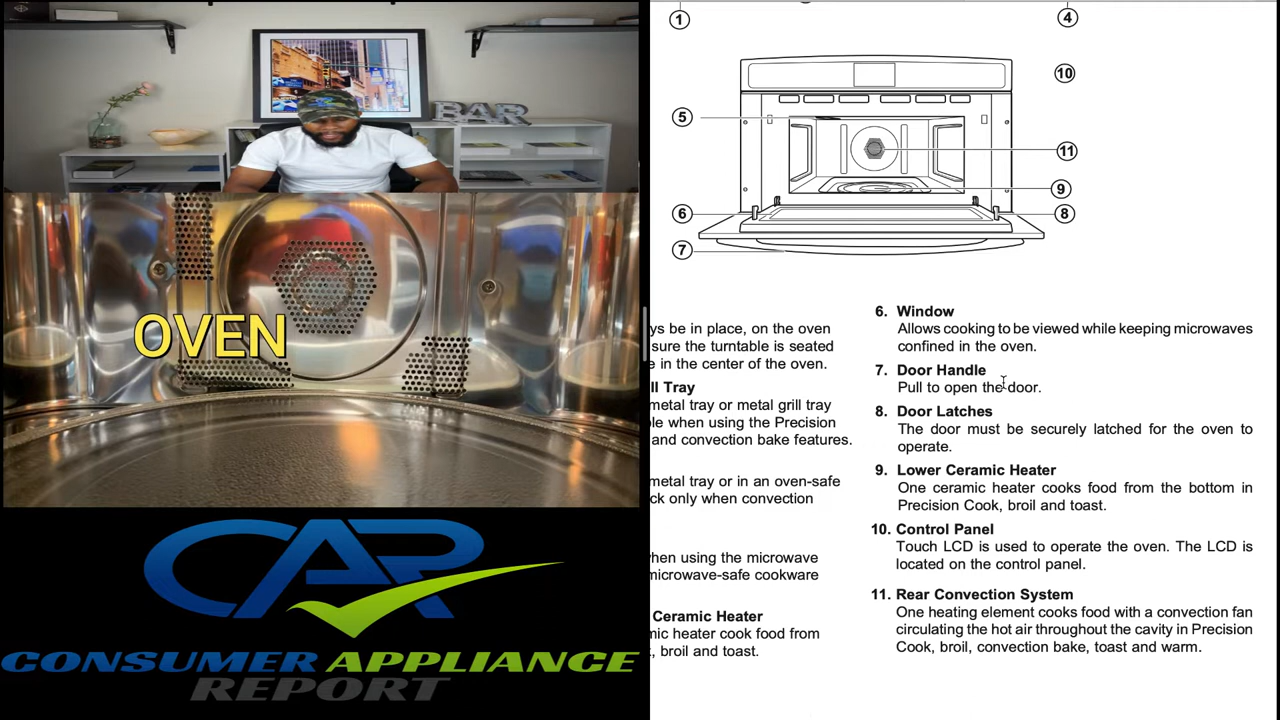 BAR
OVEN
CAR
CONSUMER APPLIANCE
REPORT
1
4
10
5
11
9
6
8
7
ys be in place, on the oven
sure the turntable is seated
e in the center of the oven.
ll Tray
metal tray or metal grill tray
le when using the Precision
and convection bake features.
metal tray or in an oven-safe
ck only when convection
when using the microwave
microwave-safe cookware
Ceramic Heater
mic heater cook food from
, broil and toast.
6. Window
Allows cooking to be viewed while keeping microwaves
confined in the oven.
7. Door Handle
Pull to open the door.
8. Door Latches
The door must be securely latched for the oven to
operate.
9. Lower Ceramic Heater
One ceramic heater cooks food from the bottom in
Precision Cook, broil and toast.
10. Control Panel
Touch LCD is used to operate the oven. The LCD is
located on the control panel.
11. Rear Convection System
One heating element cooks food with a convection fan
circulating the hot air throughout the cavity in Precision
Cook, broil, convection bake, toast and warm.